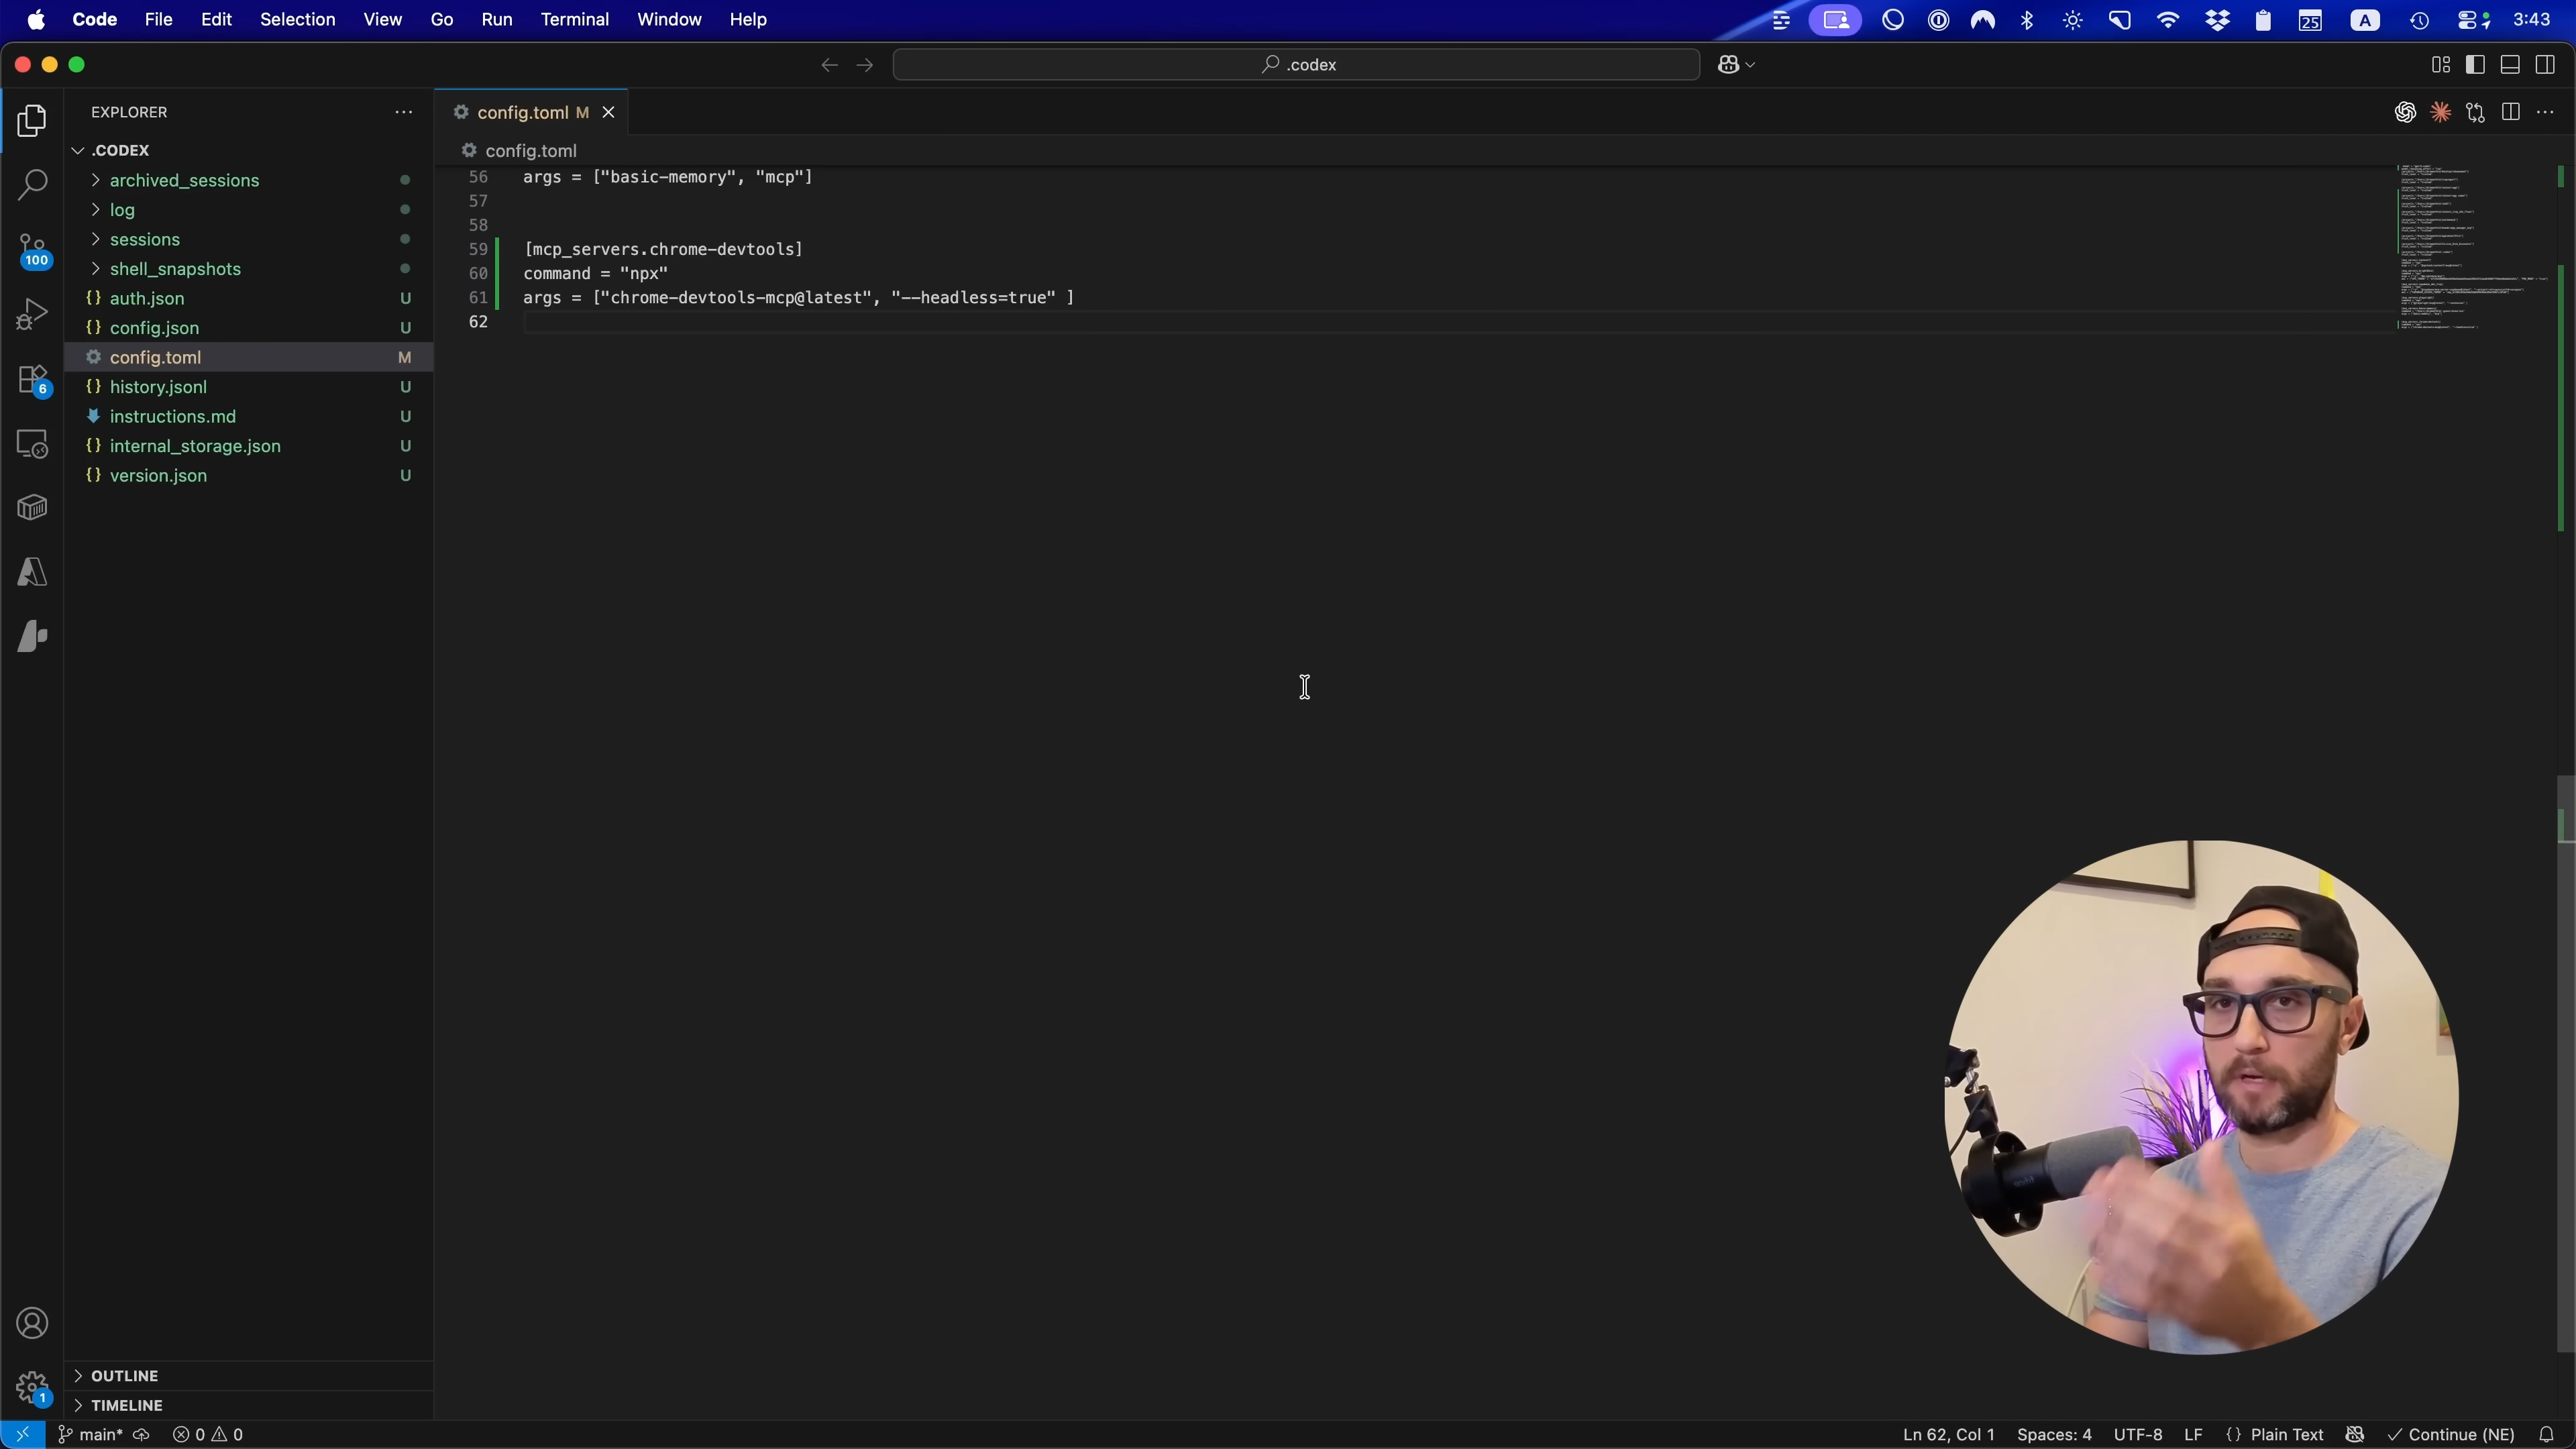 Code File Edit Selection View Go Run Terminal Window Help
25
A
3:43
.codex
EXPLORER
config.toml M
.CODEX
config.toml
archived_sessions
log
sessions
shell_snapshots
auth.json U
config.json U
config.toml M
history.jsonl U
instructions.md U
internal_storage.json U
version.json U
100
6
56 args = ["basic-memory", "mcp"]
57
58
59 [mcp_servers.chrome-devtools]
60 command = "npx"
61 args = ["chrome-devtools-mcp@latest", "--headless=true" ]
62
OUTLINE
1
TIMELINE
main* 0 0
Ln 62, Col 1 Spaces: 4 UTF-8 LF {} Plain Text Continue (NE)